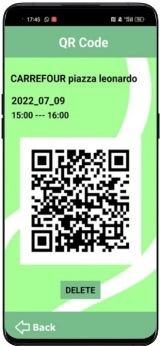 17:45
QR Code
CARREFOUR piazza leonardo
2022_07_09
15:00 --- 16:00
DELETE
Back